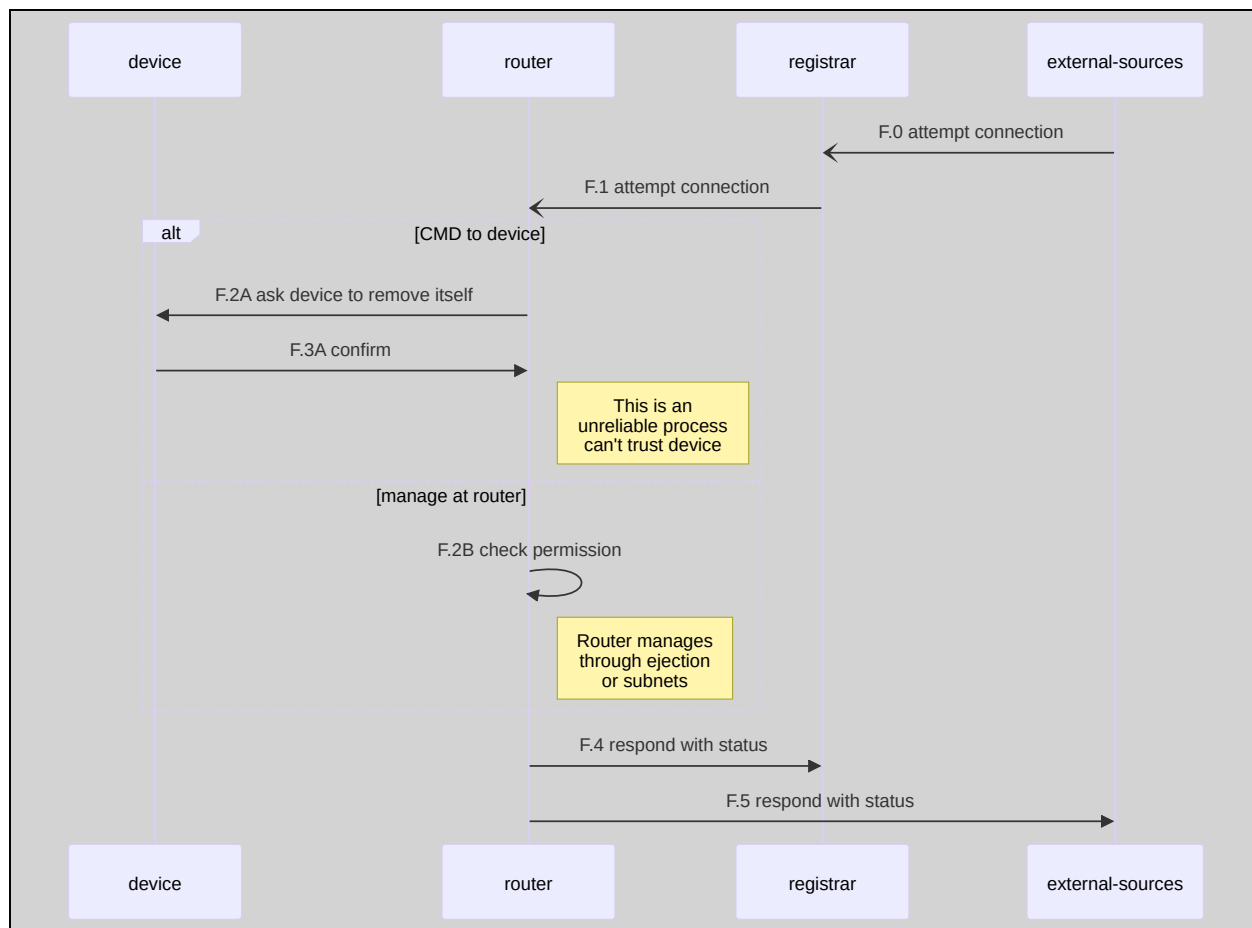 device
router
registrar
external-sources
F.0 attempt connection
F.1 attempt connection
alt
[CMD to device]
F.2A ask device to remove itself
F.3A confirm
This is an
unreliable process
can't trust device
[manage at router]
F.2B check permission
Router manages
through ejection
or subnets
F.4 respond with status
F.5 respond with status
device
router
registrar
external-sources